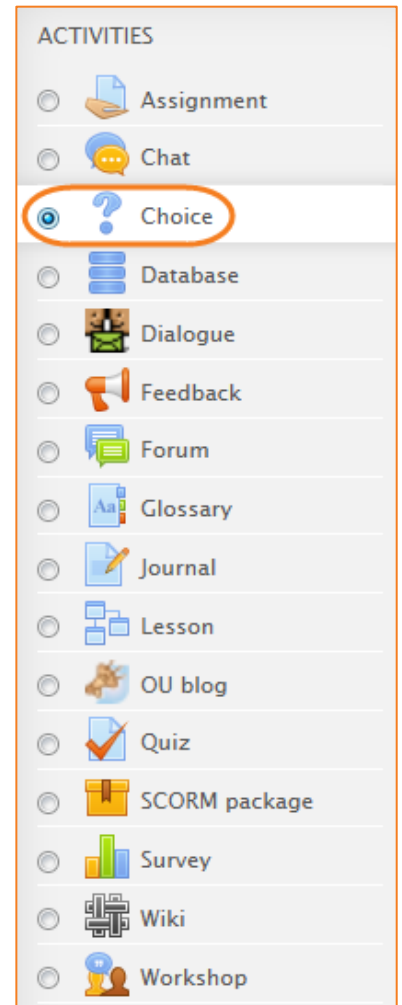 ACTIVITIES
Assignment
Chat
Choice
Database
Dialogue
Feedback
Forum
Aa Glossary
Journal
Lesson
OU blog
Quiz
SCORM package
Survey
Wiki
Workshop